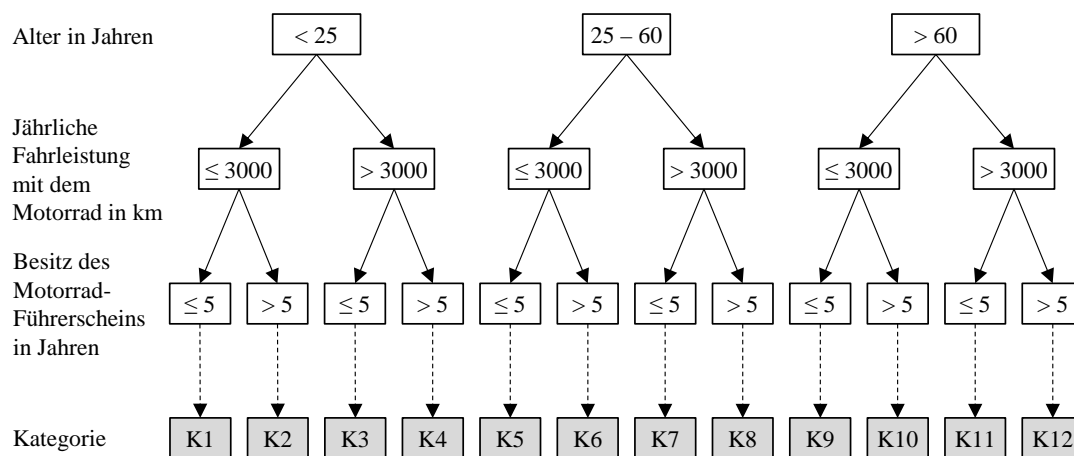 Alter in Jahren < 25 25 – 60 > 60
Jährliche
Fahrleistung
mit dem
Motorrad in km
≤ 3000 > 3000 ≤ 3000 > 3000 ≤ 3000 > 3000
Besitz des
Motorrad-
Führerscheins
in Jahren
≤ 5 > 5 ≤ 5 > 5 ≤ 5 > 5 ≤ 5 > 5 ≤ 5 > 5 ≤ 5 > 5
Kategorie K1 K2 K3 K4 K5 K6 K7 K8 K9 K10 K11 K12